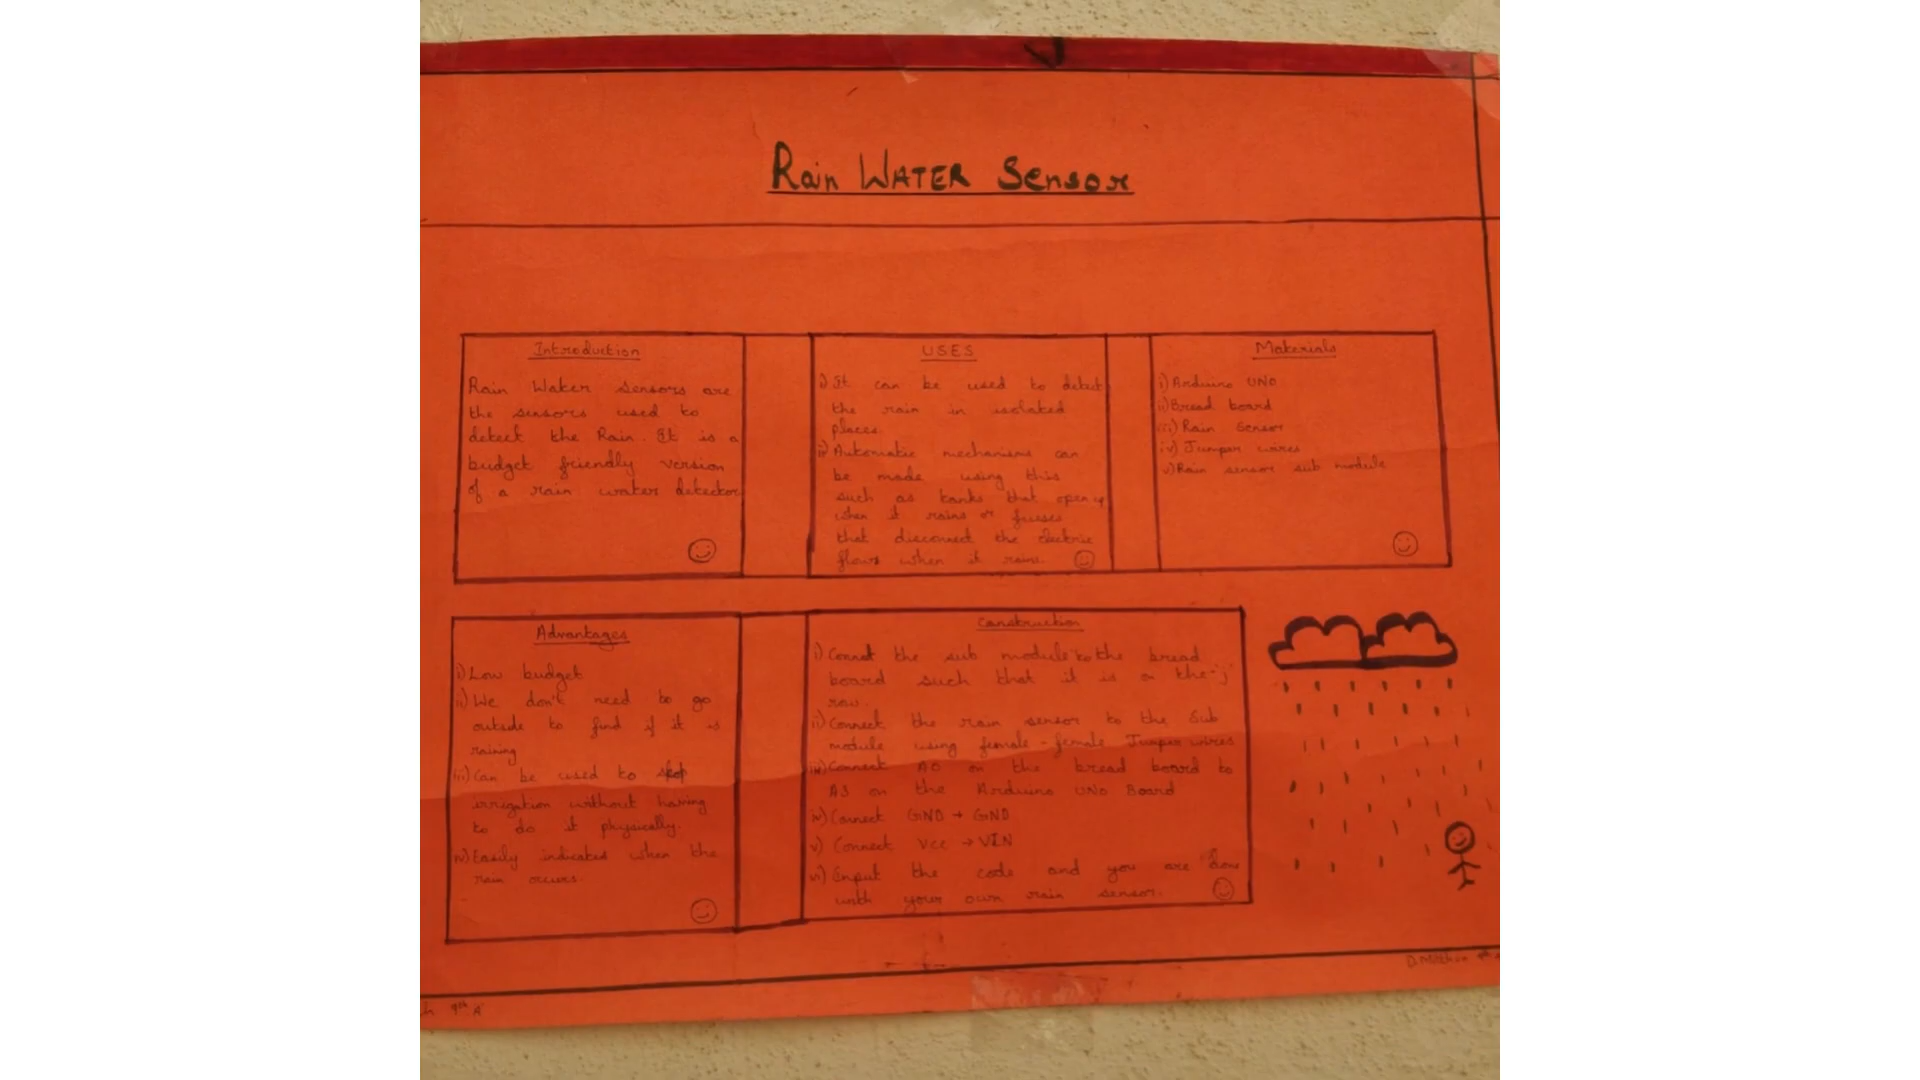 Rain WATER Sensor
Introduction
Rain Water sensors are
the sensors used to
detect the Rain. It is a
budget friendly version
of a rain water detector
USES
i) It can be used to detect
the rain in isolated
places.
ii) Automatic mechanisms can
be made using this
such as tanks that open up
when it rains or fuses
that disconnect the electric
flows when it rains.
Materials
i) Arduino UNO
ii) Bread board
iii) Rain Sensor
iv) Jumper wires
v) Rain sensor sub module
Advantages
i) Low budget
ii) We don't need to go
outside to find if it is
raining
iii) Can be used to stop
irrigation without having
to do it physically.
iv) Easily indicated when the
rain occurs.
Construction
i) Connect the sub module to the bread
board such that it is on the 'j'
row.
ii) Connect the rain sensor to the Sub
module using female - female Jumper wires
iii) Connect AO on the bread board to
A3 on the Arduino UNO Board
iv) Connect GND → GND
v) Connect VCC → VIN
vi) Input the code and you are done
with your own rain sensor.
9th A